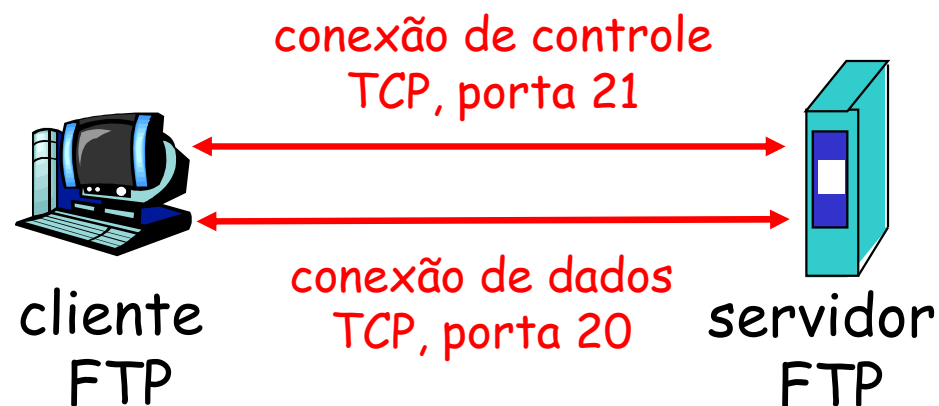 conexão de controle
TCP, porta 21
conexão de dados
TCP, porta 20
cliente
FTP
servidor
FTP